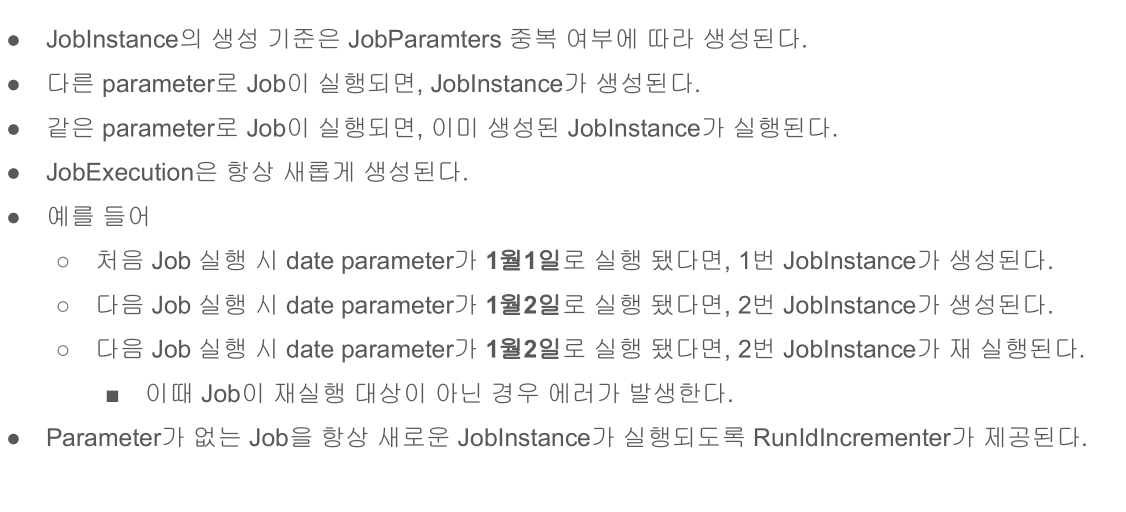 ● JobInstance의 생성 기준은 JobParamters 중복 여부에 따라 생성된다.
● 다른 parameter로 Job이 실행되면, JobInstance가 생성된다.
● 같은 parameter로 Job이 실행되면, 이미 생성된 JobInstance가 실행된다.
● JobExecution은 항상 새롭게 생성된다.
● 예를 들어
○ 처음 Job 실행 시 date parameter가 1월1일로 실행 됐다면, 1번 JobInstance가 생성된다.
○ 다음 Job 실행 시 date parameter가 1월2일로 실행 됐다면, 2번 JobInstance가 생성된다.
○ 다음 Job 실행 시 date parameter가 1월2일로 실행 됐다면, 2번 JobInstance가 재 실행된다.
■ 이때 Job이 재실행 대상이 아닌 경우 에러가 발생한다.
● Parameter가 없는 Job을 항상 새로운 JobInstance가 실행되도록 RunIdIncrementer가 제공된다.